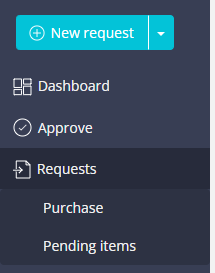 New request
Dashboard
Approve
Requests
Purchase
Pending items